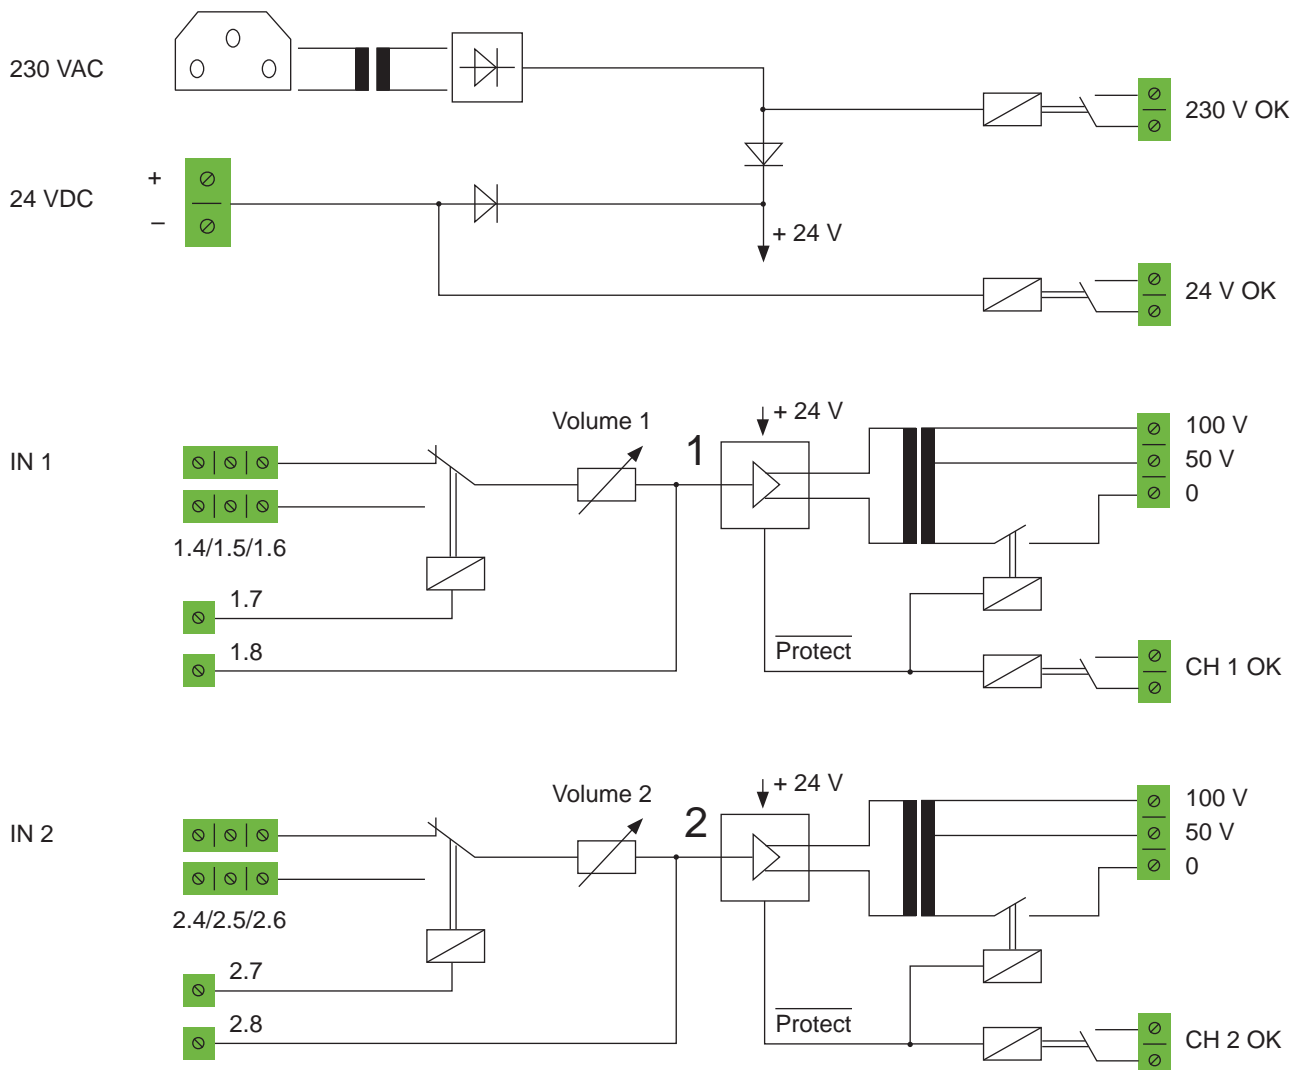 230 VAC
230 V OK
+
24 VDC
–
+ 24 V
24 V OK
Volume 1
1
+ 24 V
100 V
50 V
0
IN 1
1.4/1.5/1.6
1.7
1.8
Protect
CH 1 OK
Volume 2
2
+ 24 V
100 V
50 V
0
IN 2
2.4/2.5/2.6
2.7
2.8
Protect
CH 2 OK